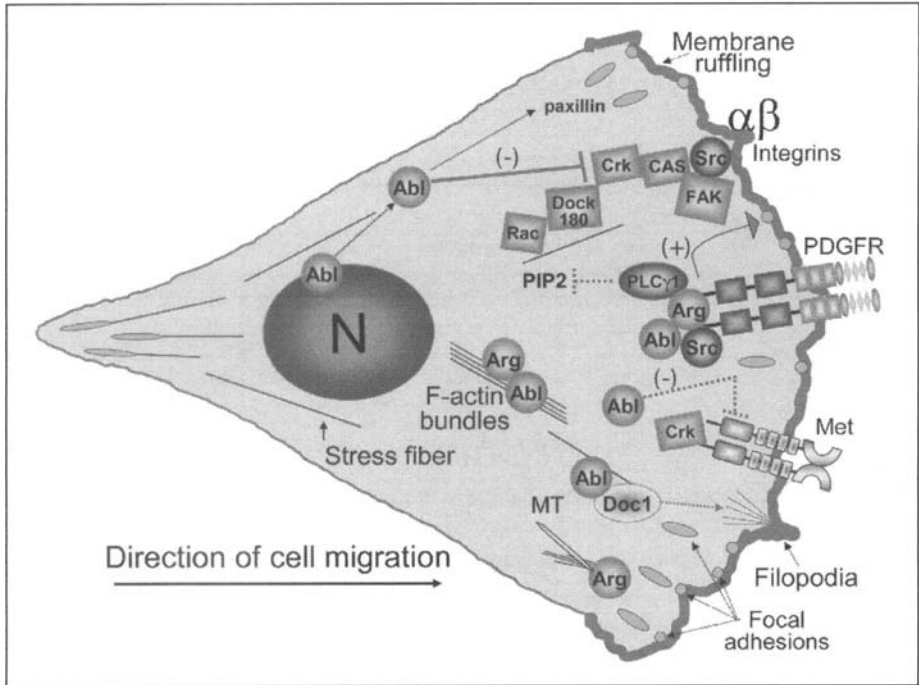 Membrane
ruffling
paxillin
αβ
Integrins
(-)
Crk
CAS
Src
Abl
FAK
Dock
180
Rac
PDGFR
(+)
Abl
PIP2
PLCγ1
Arg
N
Abl
Src
Arg
(-)
Abl
F-actin
bundles
Abl
Met
Crk
Stress fiber
Abl
MT
Doc1
Direction of cell migration
Arg
Filopodia
Focal
adhesions